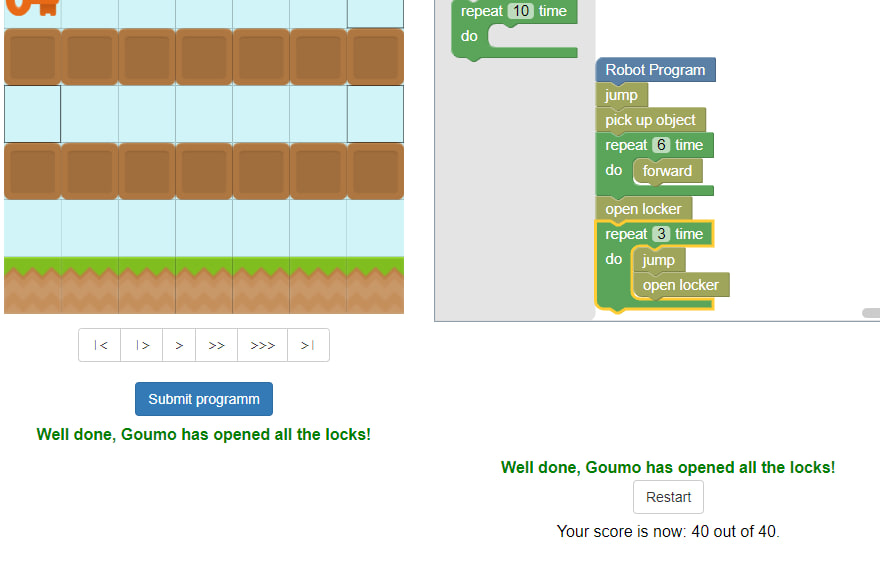 repeat 10 time
do
Robot Program
jump
pick up object
repeat 6 time
do forward
open locker
repeat 3 time
do jump
open locker
|< |> > >> >>> >|
Submit programm
Well done, Goumo has opened all the locks!
Well done, Goumo has opened all the locks!
Restart
Your score is now: 40 out of 40.